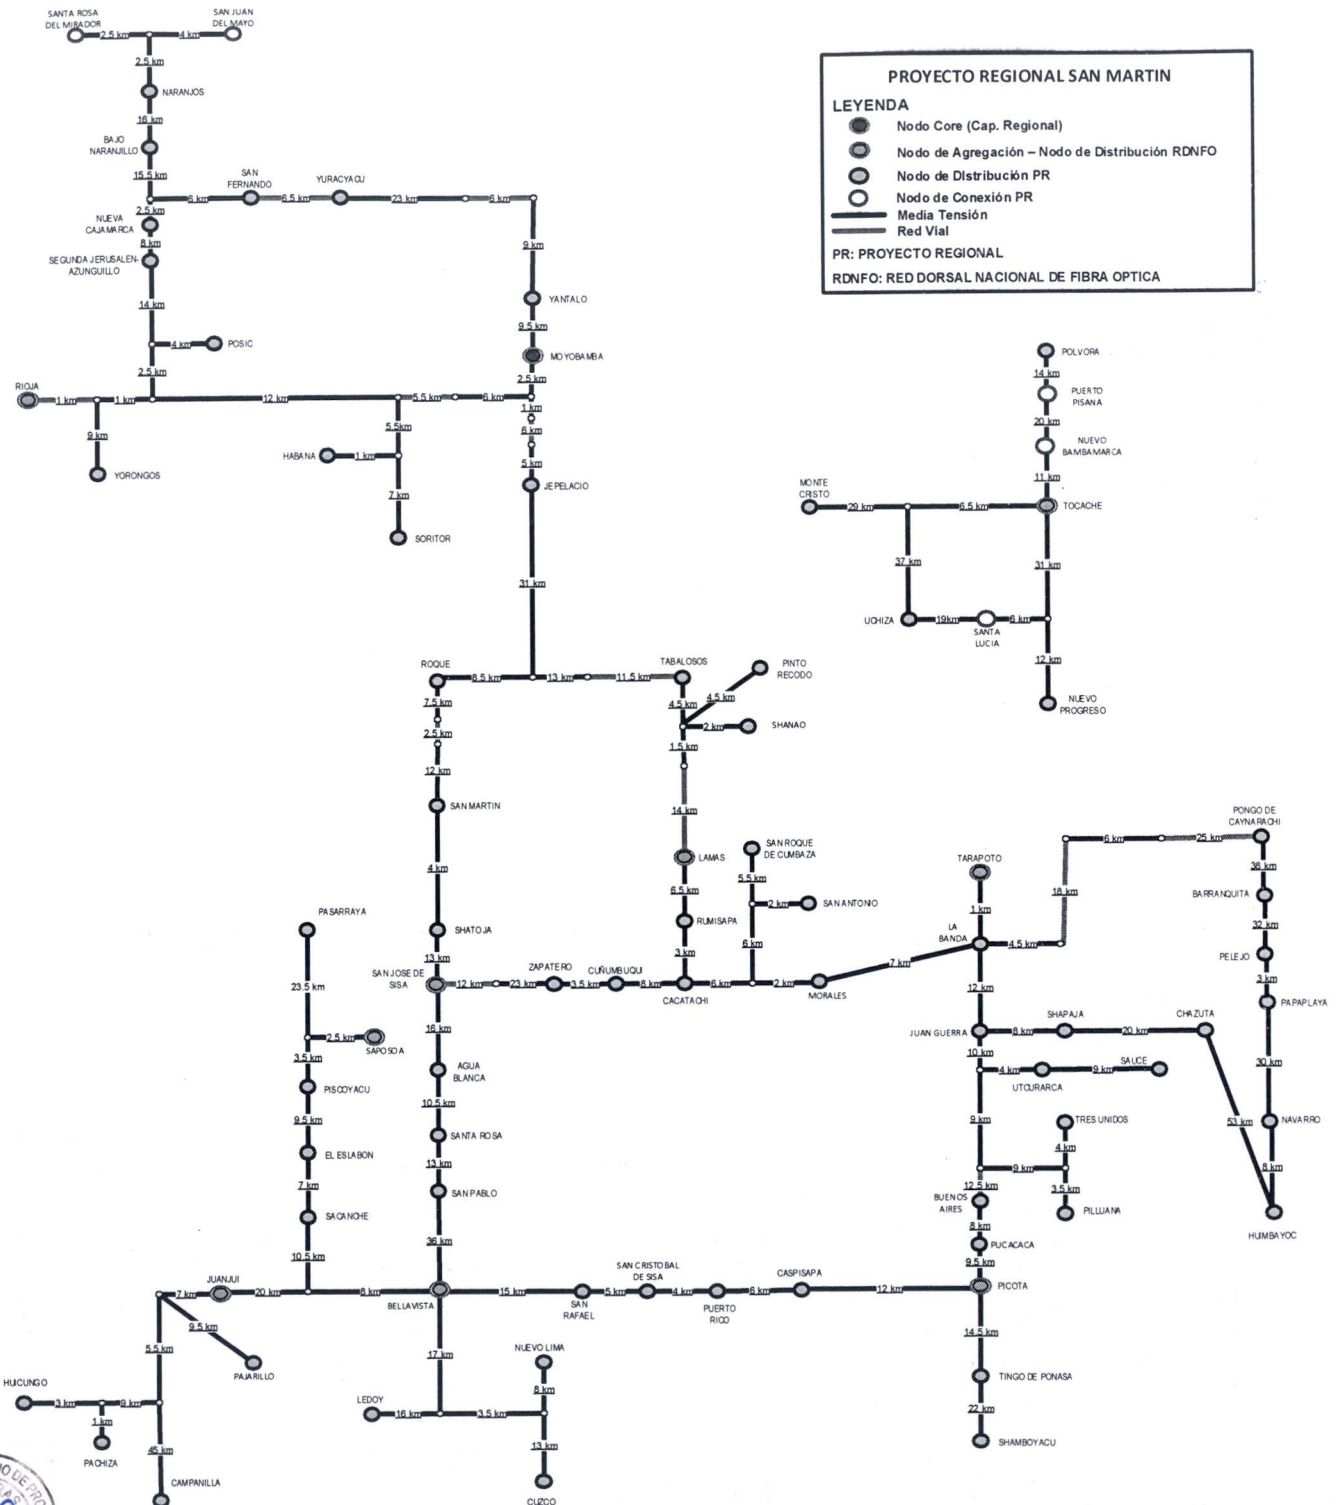 SANTA ROSA
DEL MIRADOR
SAN JUAN
DEL MAYO
2.5 km
4 km
2.5 km
NARANJOS
16 km
BAJO
NARANJILLO
15.5 km
6 km
SAN
FERNANDO
6.5 km
YURACYACU
23 km
6 km
2.5 km
NUEVA
CAJAMARCA
8 km
SEGUNDA JERUSALEN-
AZUNGUILLO
14 km
4 km
POSIC
2.5 km
9 km
YANTALO
9.5 km
MOYOBAMBA
2.5 km
RIOJA
1 km
1 km
12 km
5.5 km
6 km
9 km
YORONGOS
5.5km
HABANA
1 km
7 km
SORITOR
1 km
6 km
5 km
JEPELACIO
31 km
PROYECTO REGIONAL SAN MARTIN
LEYENDA
Nodo Core (Cap. Regional)
Nodo de Agregación – Nodo de Distribución RDNFO
Nodo de Distribución PR
Nodo de Conexión PR
Media Tensión
Red Vial
PR: PROYECTO REGIONAL
RDNFO: RED DORSAL NACIONAL DE FIBRA OPTICA
POLVORA
14 km
PUERTO
PISANA
20 km
NUEVO
BAMBAMARCA
11 km
MONTE
CRISTO
29 km
6.5 km
TOCACHE
37 km
31 km
UCHIZA
19km
SANTA
LUCIA
6 km
12 km
NUEVO
PROGRESO
ROQUE
8.5 km
13 km
11.5 km
TABALOSOS
PINTO
RECODO
7.5 km
4.5 km
4.5 km
2 km
SHANAO
2.5 km
1.5 km
12 km
SAN MARTIN
14 km
4 km
LAMAS
6.5 km
RUMISAPA
3 km
SAN ROQUE
DE CUMBAZA
5.5 km
2 km
SAN ANTONIO
6 km
SHATOJA
13 km
SAN JOSE DE
SISA
12 km
23 km
ZAPATERO
3.5 km
CUÑUMBUQUI
8 km
CACATACHI
6 km
2 km
MORALES
7 km
TARAPOTO
1 km
LA
BANDA
4.5 km
18 km
6 km
25 km
PONGO DE
CAYNARACHI
38 km
BARRANQUITA
32 km
PELEJO
3 km
PAPAPLAYA
30 km
NAVARRO
8 km
HUIMBAYOC
12 km
JUAN GUERRA
8 km
SHAPAJA
20 km
CHAZUTA
53 km
10 km
4 km
UTCURARCA
9 km
SAUCE
9 km
TRES UNIDOS
4 km
9 km
3.5 km
PILLUANA
12.5 km
BUENOS
AIRES
8 km
PUCACACA
9.5 km
PICOTA
14.5 km
TINGO DE PONASA
22 km
SHAMBOYACU
PASARRAYA
23.5 km
2.5 km
SAPOSOA
3.5 km
PISCOYACU
9.5 km
EL ESLABON
7 km
SACANCHE
10.5 km
16 km
AGUA
BLANCA
10.5 km
SANTA ROSA
13 km
SAN PABLO
36 km
7 km
JUANJUI
20 km
8 km
BELLAVISTA
15 km
SAN
RAFAEL
5 km
SAN CRISTOBAL
DE SISA
4 km
PUERTO
RICO
6 km
CASPISAPA
12 km
9.5 km
PAJARILLO
5.5 km
HUICUNGO
3 km
9 km
1 km
PACHIZA
45 km
CAMPANILLA
17 km
LEDOY
16 km
3.5 km
NUEVO LIMA
8 km
13 km
CUZCO